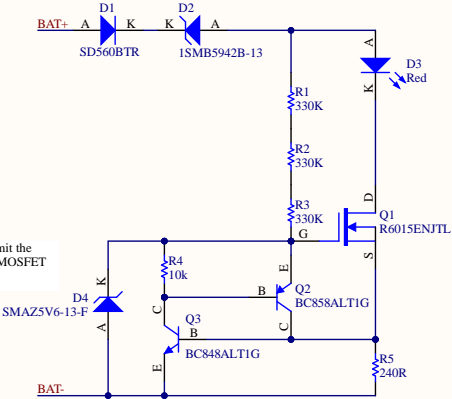 D1
D2
BAT+
A
K
K
A
SD560BTR
1SMB5942B-13
A
D3
Red
K
R1
330K
R2
330K
R3
330K
D
G
Q1
R6015ENJTL
S
mit the
MOSFET
R4
10k
K
D4
SMAZ5V6-13-F
A
E
B
Q2
BC858ALT1G
C
C
Q3
B
BC848ALT1G
E
R5
240R
BAT-